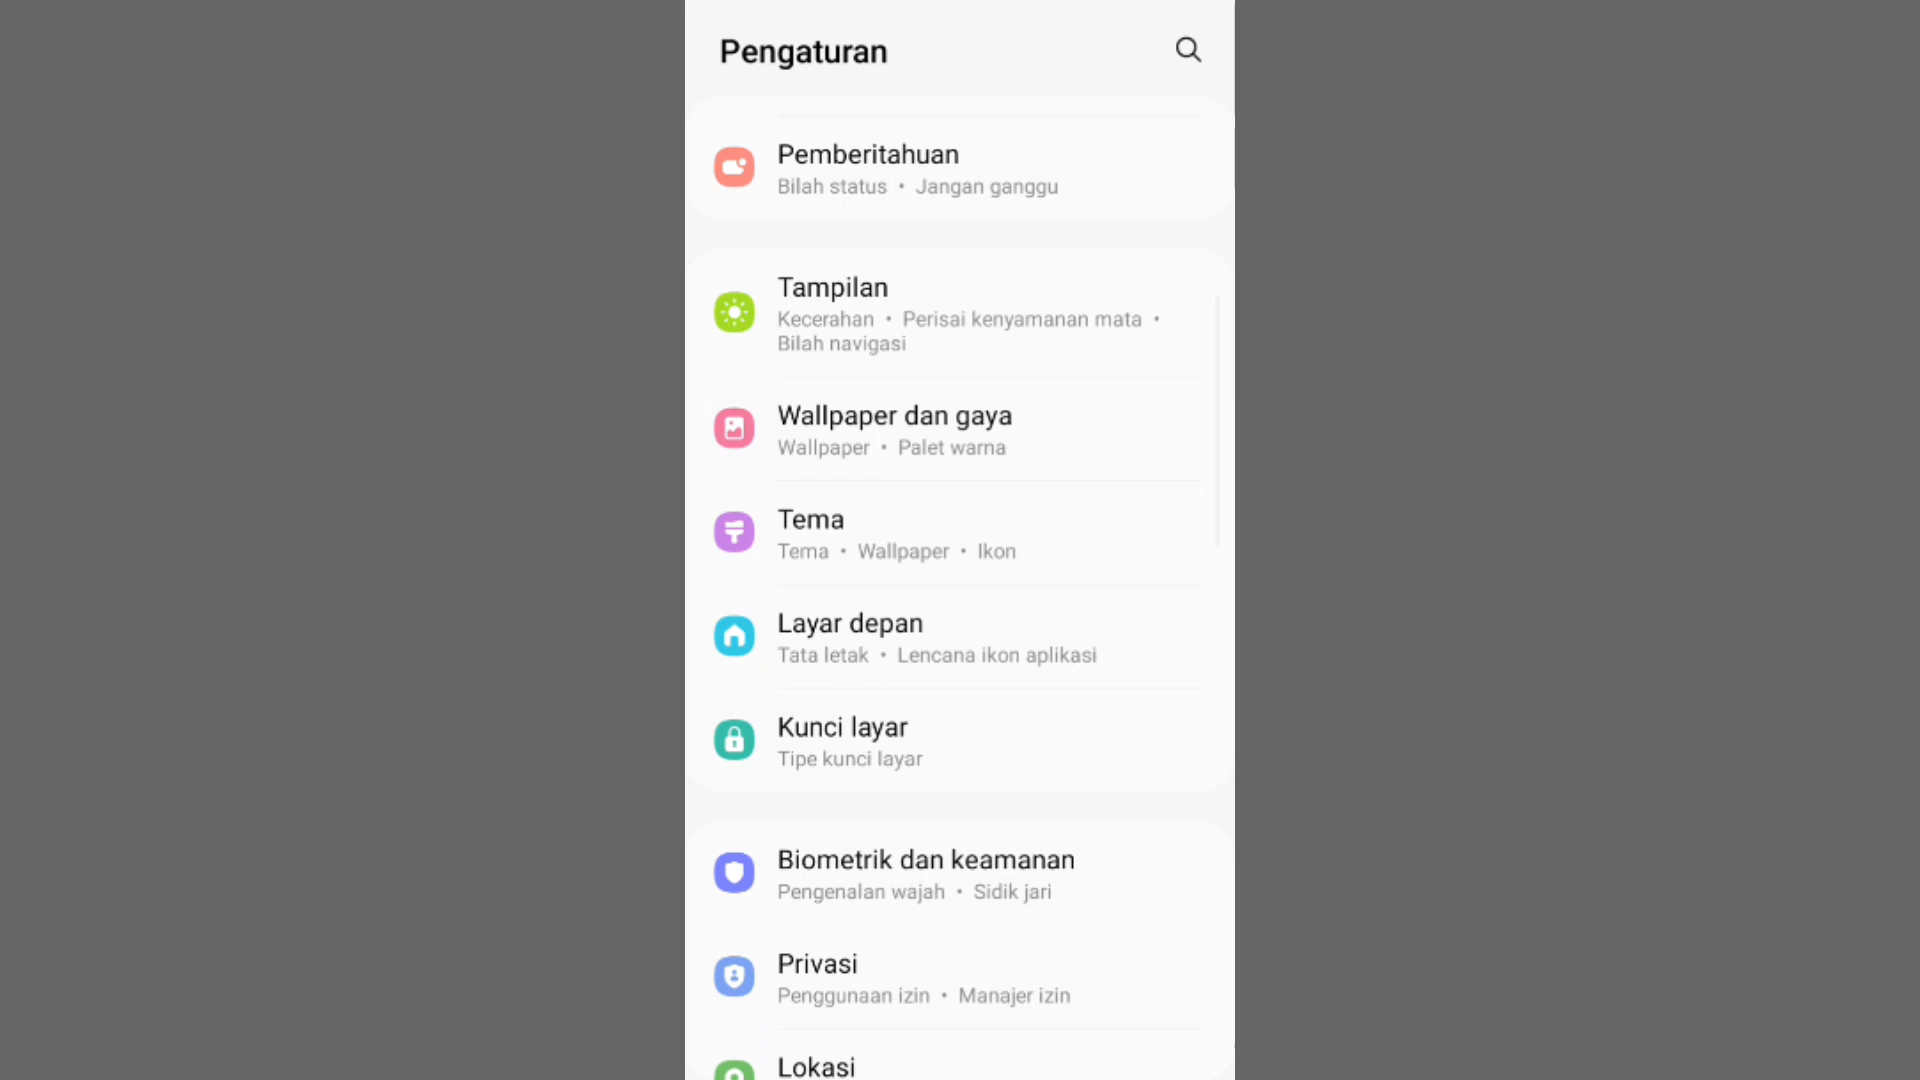 Pengaturan
Pemberitahuan
Bilah status • Jangan ganggu
Tampilan
Kecerahan • Perisai kenyamanan mata •
Bilah navigasi
Wallpaper dan gaya
Wallpaper • Palet warna
Tema
Tema • Wallpaper • Ikon
Layar depan
Tata letak • Lencana ikon aplikasi
Kunci layar
Tipe kunci layar
Biometrik dan keamanan
Pengenalan wajah • Sidik jari
Privasi
Penggunaan izin • Manajer izin
Lokasi